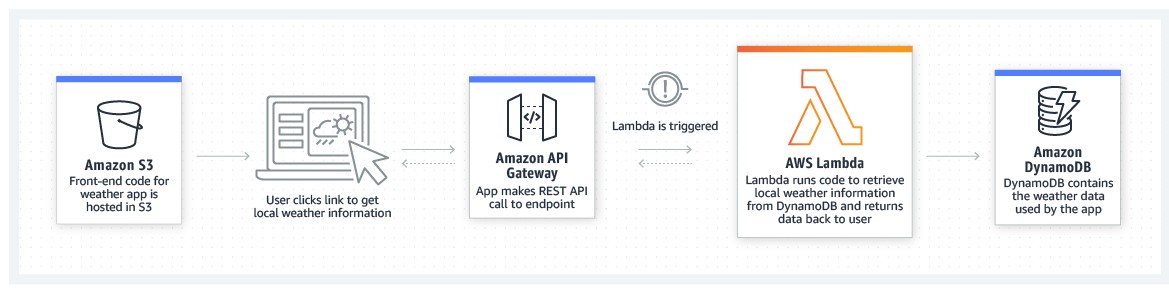 Amazon S3
Front-end code for
weather app is
hosted in S3
User clicks link to get
local weather information
</>
Amazon API
Gateway
App makes REST API
call to endpoint
!
Lambda is triggered
AWS Lambda
Lambda runs code to retrieve
local weather information
from DynamoDB and returns
data back to user
Amazon
DynamoDB
DynamoDB contains
the weather data
used by the app